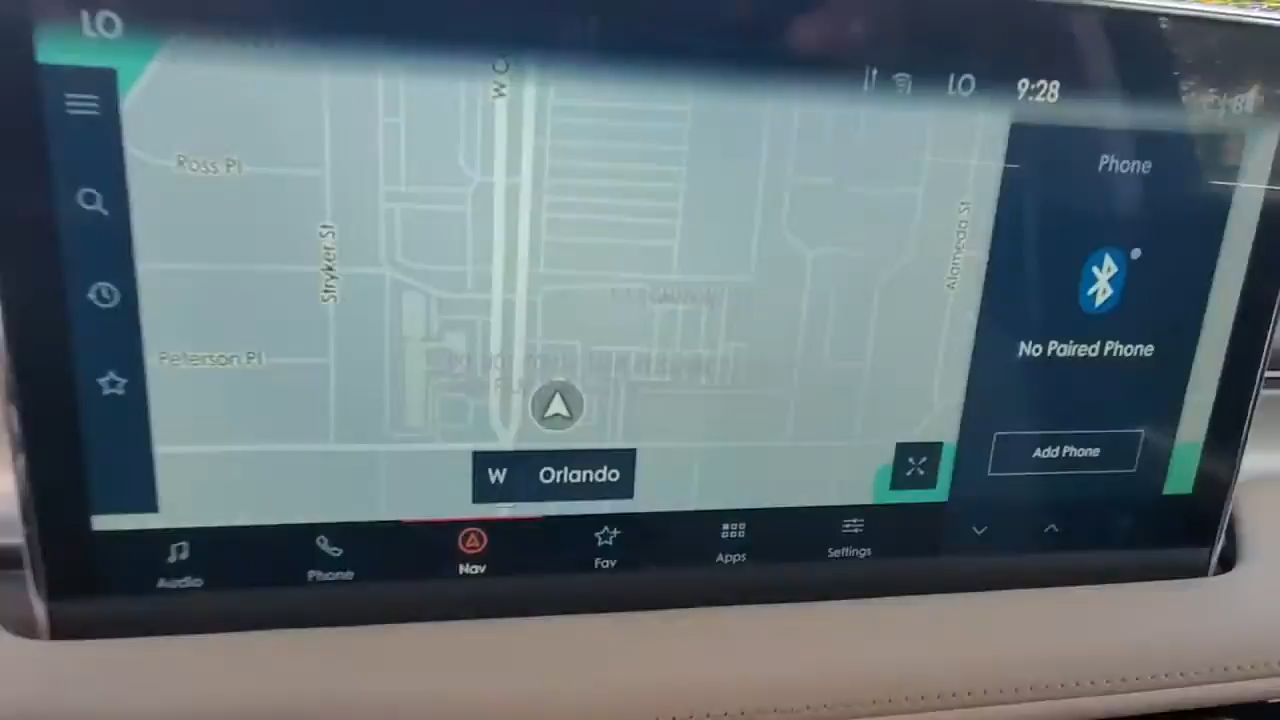 LO
LO 9:28
Phone
Ross Pl
W C
Stryker St
Alameda St
Peterson Pl
No Paired Phone
Add Phone
W Orlando
Audio
Phone
Nav
Fav
Apps
Settings